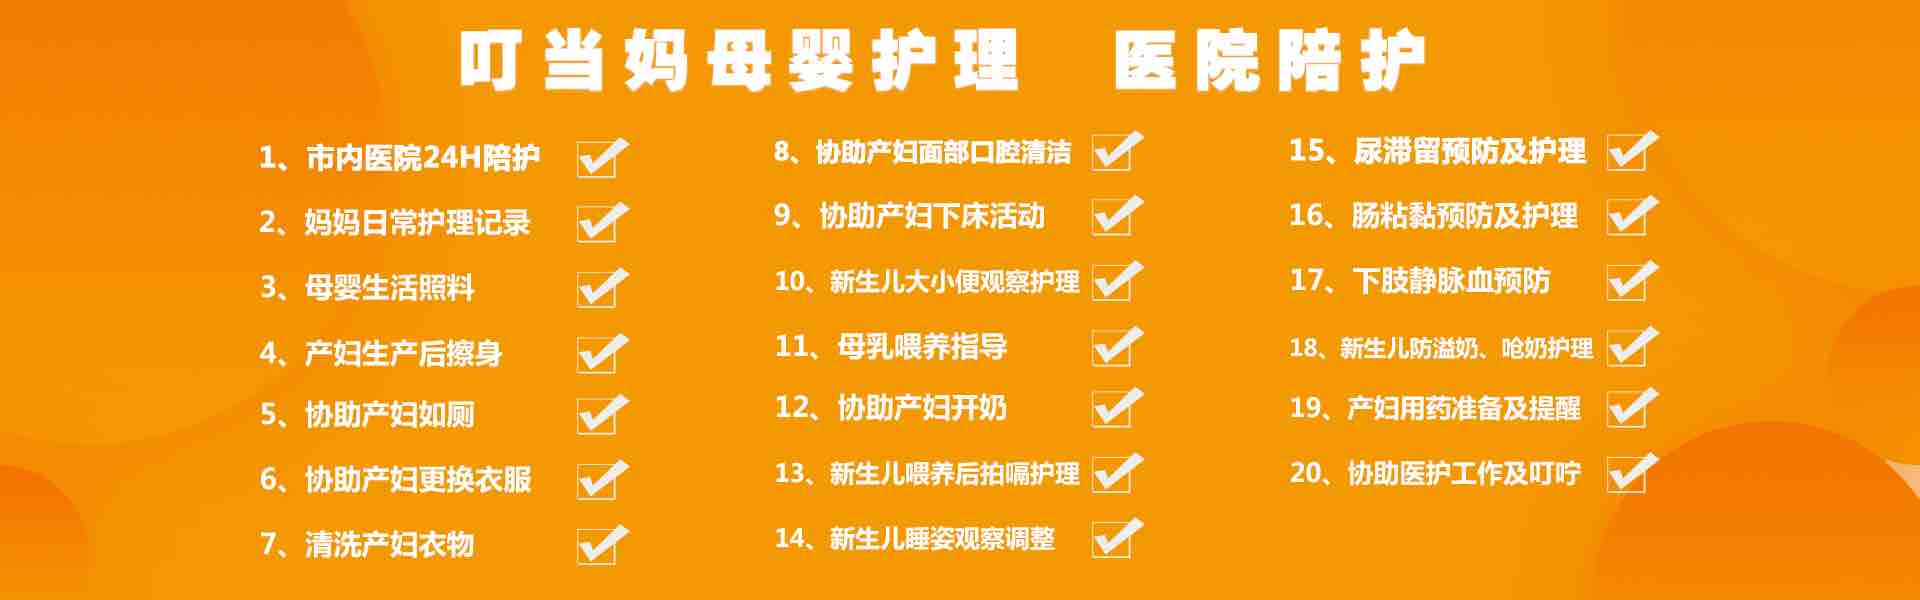 叮当妈母婴护理 医院陪护
1、市内医院24H陪护
2、妈妈日常护理记录
3、母婴生活照料
4、产妇生产后擦身
5、协助产妇如厕
6、协助产妇更换衣服
7、清洗产妇衣物
8、协助产妇面部口腔清洁
9、协助产妇下床活动
10、新生儿大小便观察护理
11、母乳喂养指导
12、协助产妇开奶
13、新生儿喂养后拍嗝护理
14、新生儿睡姿观察调整
15、尿滞留预防及护理
16、肠粘黏预防及护理
17、下肢静脉血预防
18、新生儿防溢奶、呛奶护理
19、产妇用药准备及提醒
20、协助医护工作及叮咛